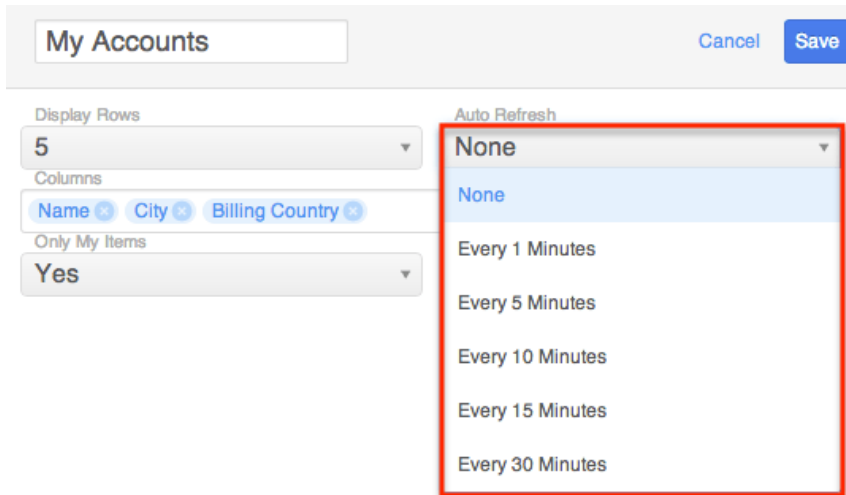 My Accounts
Cancel
Save
Display Rows
5
Auto Refresh
None
Columns
Name
City
Billing Country
Only My Items
Yes
None
Every 1 Minutes
Every 5 Minutes
Every 10 Minutes
Every 15 Minutes
Every 30 Minutes